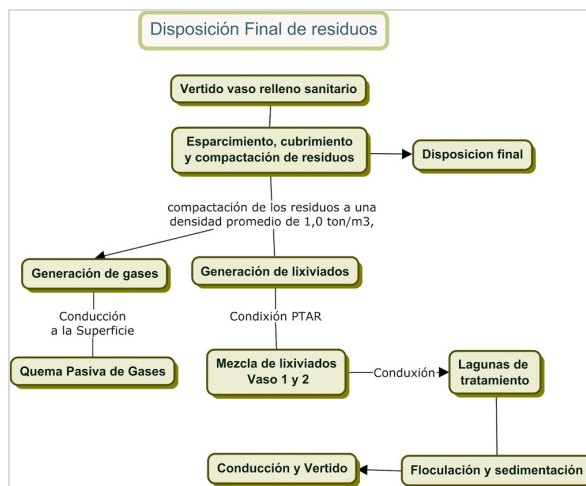 Disposición Final de residuos
Vertido vaso relleno sanitario
Esparcimiento, cubrimiento
y compactación de residuos
Disposicion final
compactación de los residuos a una
densidad promedio de 1,0 ton/m3,
Generación de gases
Generación de lixiviados
Conducción
a la Superficie
Condixión PTAR
Quema Pasiva de Gases
Mezcla de lixiviados
Vaso 1 y 2
Conduxión
Lagunas de
tratamiento
Conducción y Vertido
Floculación y sedimentación